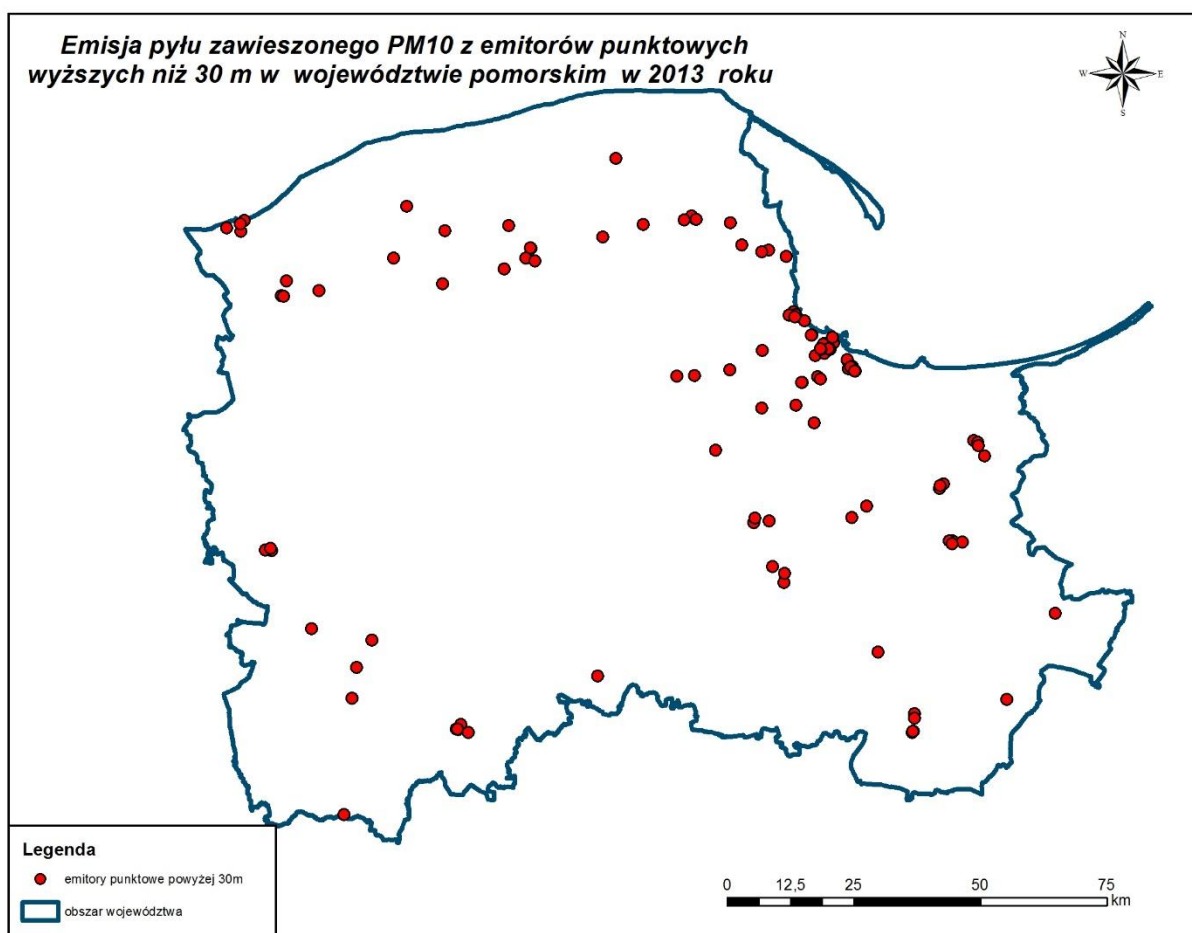 Emisja pyłu zawieszonego PM10 z emitorów punktowych
wyższych niż 30 m w województwie pomorskim w 2013 roku
N
W E
S
Legenda
emitory punktowe powyżej 30m
obszar województwa
0 12,5 25 50 75
km